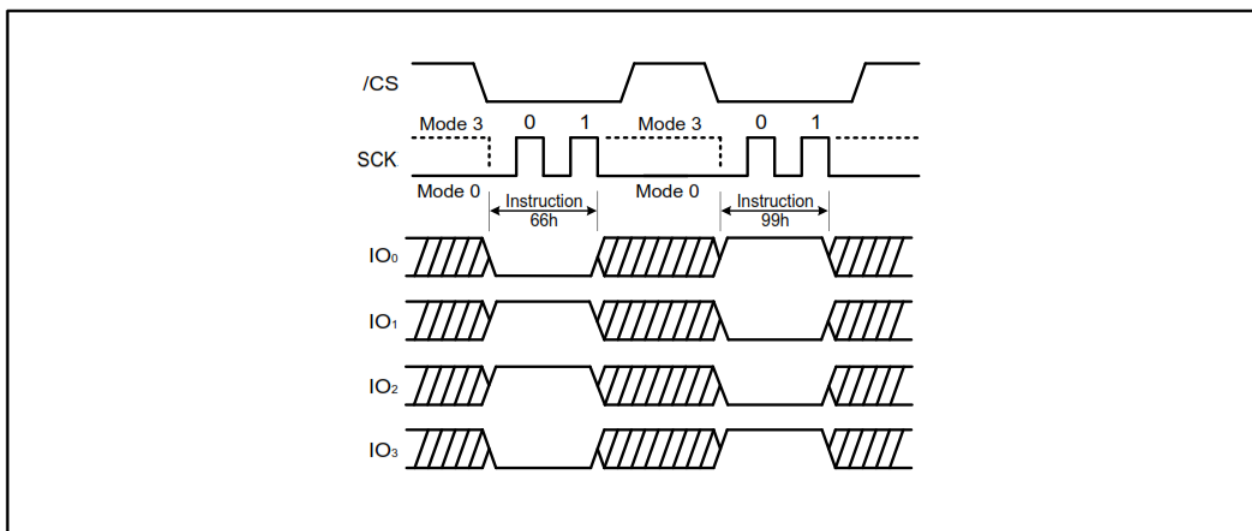 /CS
Mode 3 0 1 Mode 3 0 1
SCK
Mode 0 Mode 0
Instruction Instruction
66h 99h
IO₀
IO₁
IO₂
IO₃